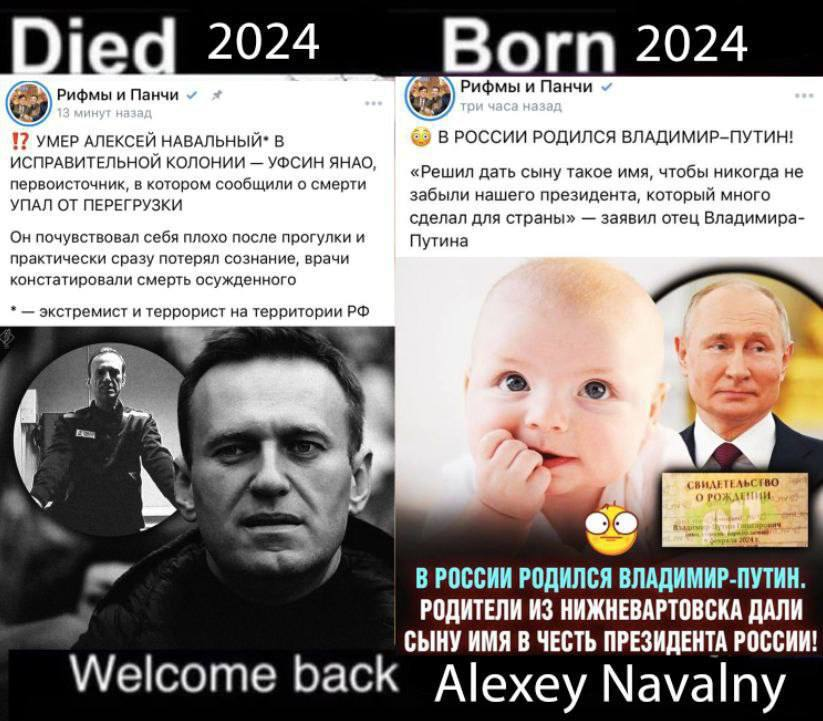 Died 2024
Born 2024
Рифмы и Панчи
13 минут назад
⁉ УМЕР АЛЕКСЕЙ НАВАЛЬНЫЙ* В
ИСПРАВИТЕЛЬНОЙ КОЛОНИИ — УФСИН ЯНАО,
первоисточник, в котором сообщили о смерти
УПАЛ ОТ ПЕРЕГРУЗКИ
Он почувствовал себя плохо после прогулки и
практически сразу потерял сознание, врачи
констатировали смерть осужденного
* — экстремист и террорист на территории РФ
Рифмы и Панчи
три часа назад
😳 В РОССИИ РОДИЛСЯ ВЛАДИМИР–ПУТИН!
«Решил дать сыну такое имя, чтобы никогда не
забыли нашего президента, который много
сделал для страны» — заявил отец Владимира-
Путина
СВИДЕТЕЛЬСТВО
О РОЖДЕНИИ
В РОССИИ РОДИЛСЯ ВЛАДИМИР-ПУТИН.
РОДИТЕЛИ ИЗ НИЖНЕВАРТОВСКА ДАЛИ
СЫНУ ИМЯ В ЧЕСТЬ ПРЕЗИДЕНТА РОССИИ!
Welcome back Alexey Navalny